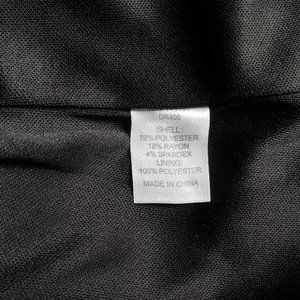 DR400
SHELL:
78% POLYESTER
18% RAYON
4% SPANDEX
LINING:
100% POLYESTER
MADE IN CHINA